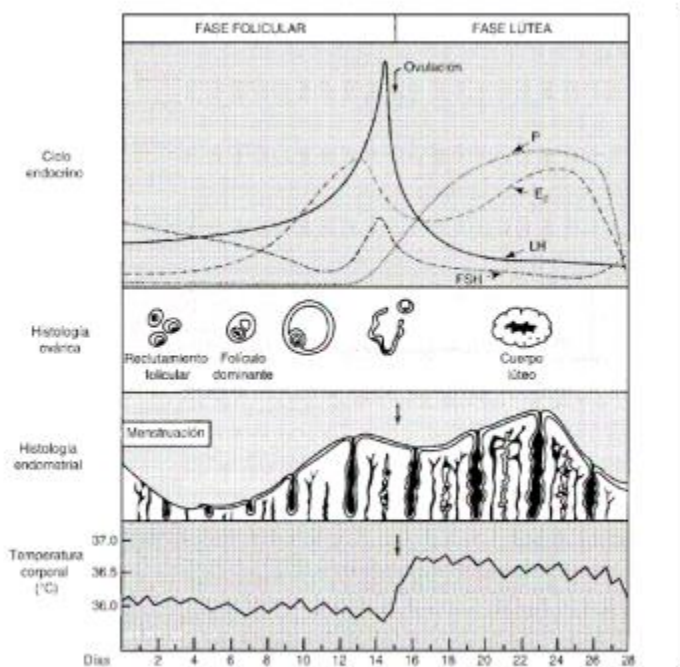 FASE FOLICULAR
FASE LÚTEA
Ovulación
P
E₂
LH
FSH
Ciclo
endocrino
Histología
ovárica
Reclutamiento
folicular
Folículo
dominante
Cuerpo
lúteo
Menstruación
Histología
endometrial
Temperatura
corporal
(°C)
37.0
36.5
36.0
Días
2 4 6 8 10 12 14 16 18 20 22 24 26 28